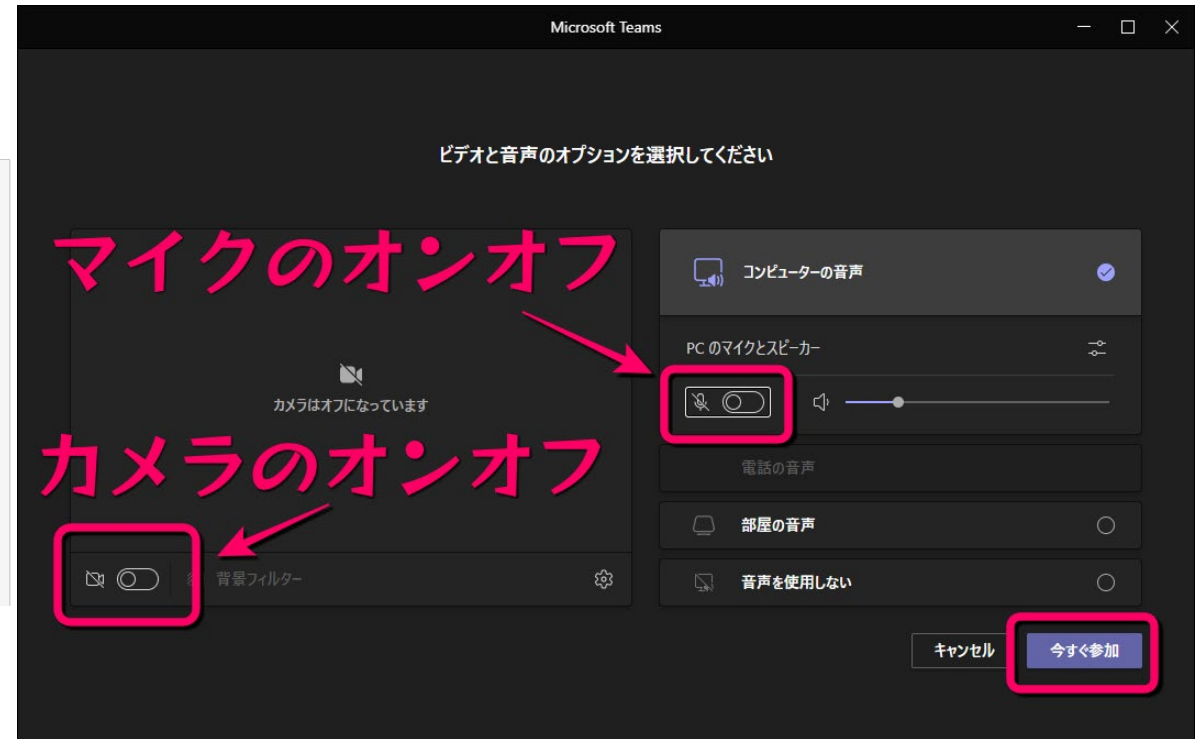 Microsoft Teams
ビデオと音声のオプションを選択してください
マイクのオンオフ
コンピューターの音声
PC のマイクとスピーカー
カメラはオフになっています
カメラのオンオフ
電話の音声
部屋の音声
背景フィルター
音声を使用しない
キャンセル
今すぐ参加